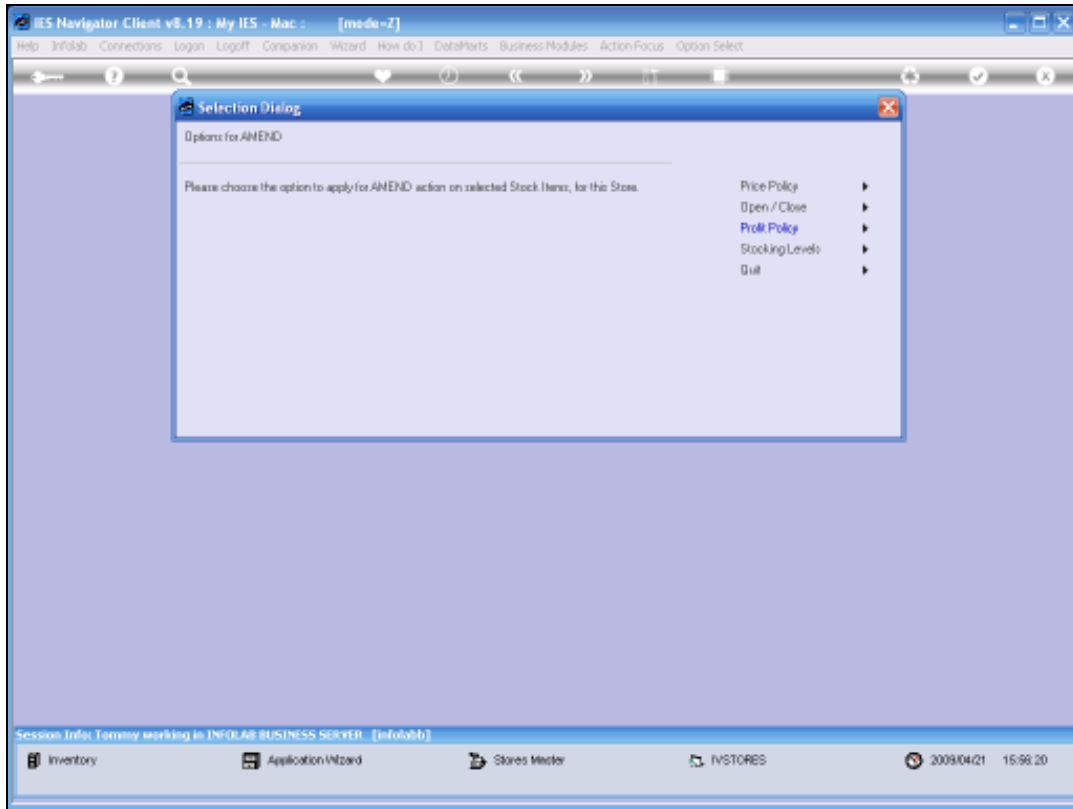 IES Navigator Client v8.19 : My IES - Mac : [mode=Z]
Help Infolab Connections Logon Logoff Companion Wizard How do I DataMarts Business Modules Action Focus Option Select
Selection Dialog
Options for AMEND
Please choose the option to apply for AMEND action on selected Stock Items, for this Store.
Price Policy
Open / Close
Profit Policy
Stocking Levels
Quit
Session Info: Tommy working in INFOLAB BUSINESS SERVER [infolabb]
Inventory Application Wizard Stores Master IVSTORES 2009/04/21 15:56:20